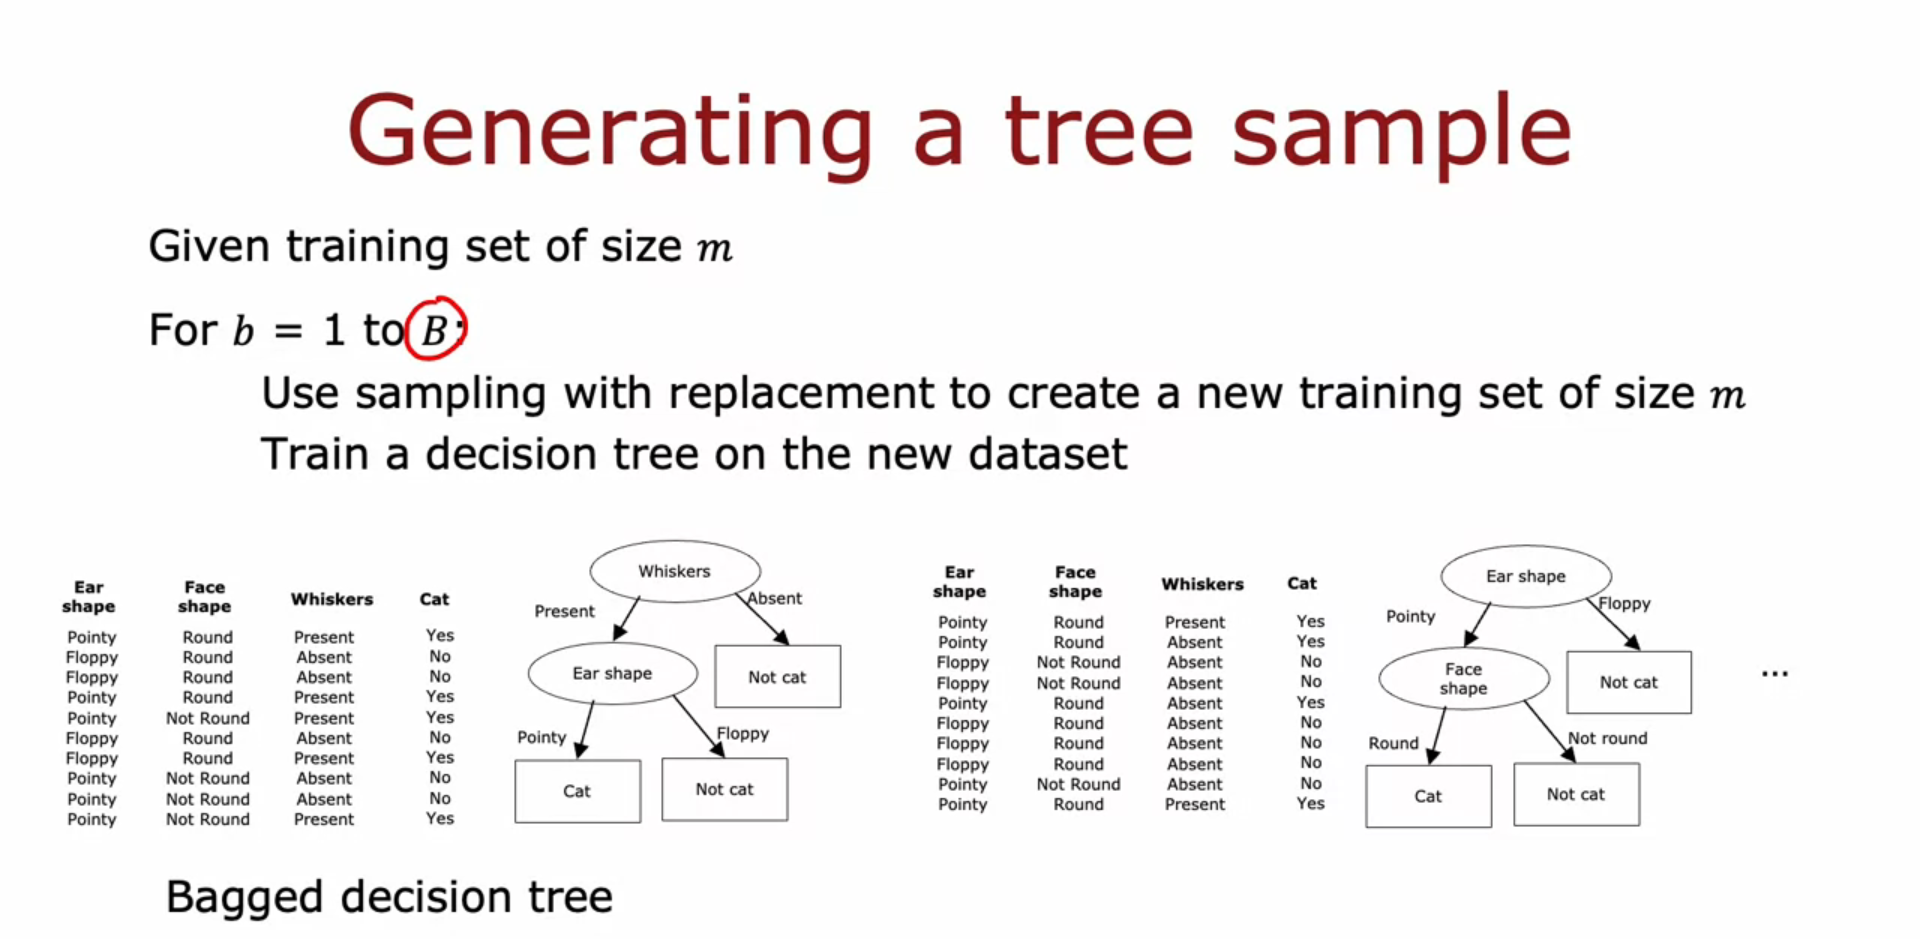 Generating a tree sample
Given training set of size m
For b = 1 to B:
Use sampling with replacement to create a new training set of size m
Train a decision tree on the new dataset
Ear shape Face shape Whiskers Cat
Pointy Round Present Yes
Floppy Round Absent No
Floppy Round Absent No
Pointy Round Present Yes
Pointy Not Round Present Yes
Floppy Round Absent No
Floppy Round Present Yes
Pointy Not Round Absent No
Pointy Not Round Absent No
Pointy Not Round Present Yes
Whiskers
Present
Absent
Ear shape
Not cat
Pointy
Floppy
Cat
Not cat
Ear shape Face shape Whiskers Cat
Pointy Round Present Yes
Pointy Round Absent Yes
Floppy Not Round Absent No
Floppy Not Round Absent No
Pointy Round Absent Yes
Floppy Round Absent No
Floppy Round Absent No
Floppy Round Absent No
Pointy Not Round Absent No
Pointy Round Present Yes
Ear shape
Pointy
Floppy
Face
shape
Not cat
Round
Not round
Cat
Not cat
...
Bagged decision tree